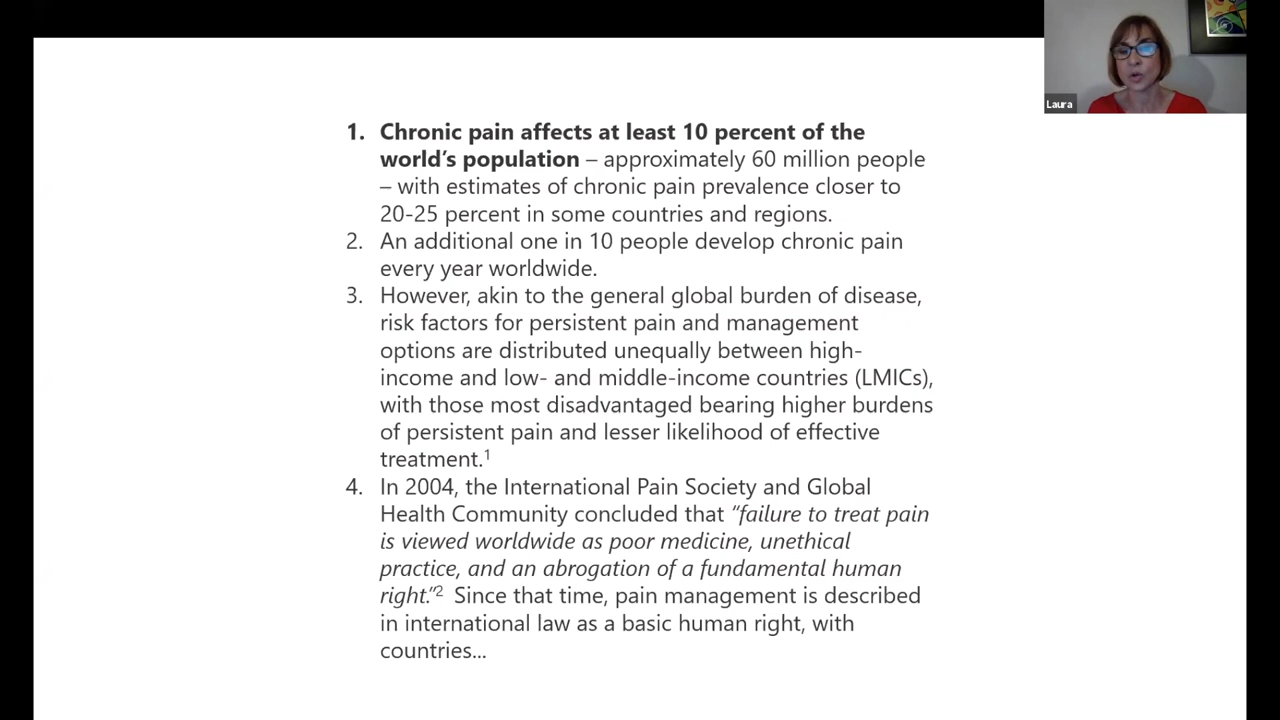 Laura
1. Chronic pain affects at least 10 percent of the
world’s population – approximately 60 million people
– with estimates of chronic pain prevalence closer to
20-25 percent in some countries and regions.
2. An additional one in 10 people develop chronic pain
every year worldwide.
3. However, akin to the general global burden of disease,
risk factors for persistent pain and management
options are distributed unequally between high-
income and low- and middle-income countries (LMICs),
with those most disadvantaged bearing higher burdens
of persistent pain and lesser likelihood of effective
treatment.¹
4. In 2004, the International Pain Society and Global
Health Community concluded that “failure to treat pain
is viewed worldwide as poor medicine, unethical
practice, and an abrogation of a fundamental human
right.”² Since that time, pain management is described
in international law as a basic human right, with
countries...